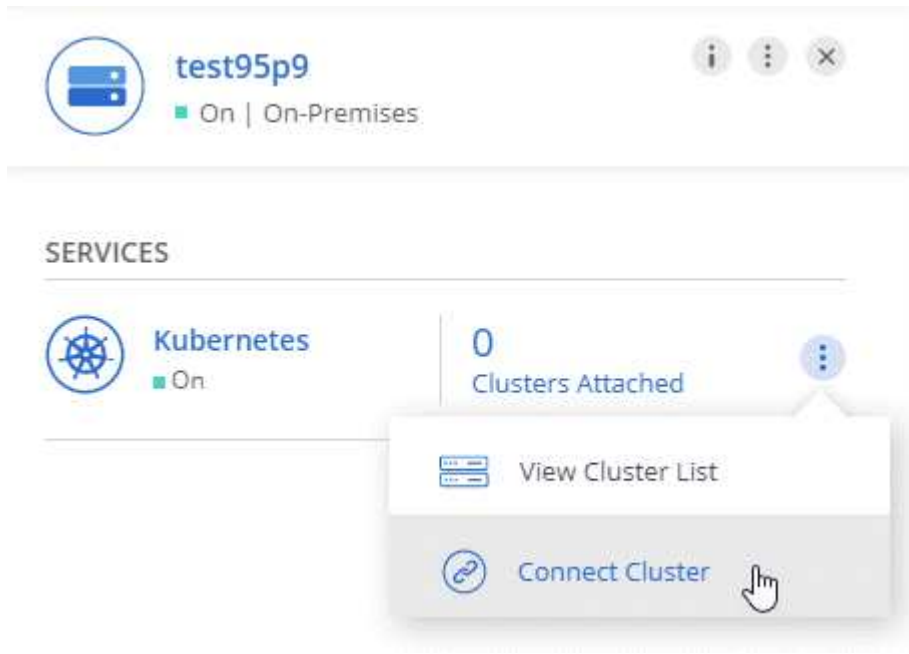 test95p9
On | On-Premises
SERVICES
Kubernetes
On
0
Clusters Attached
View Cluster List
Connect Cluster